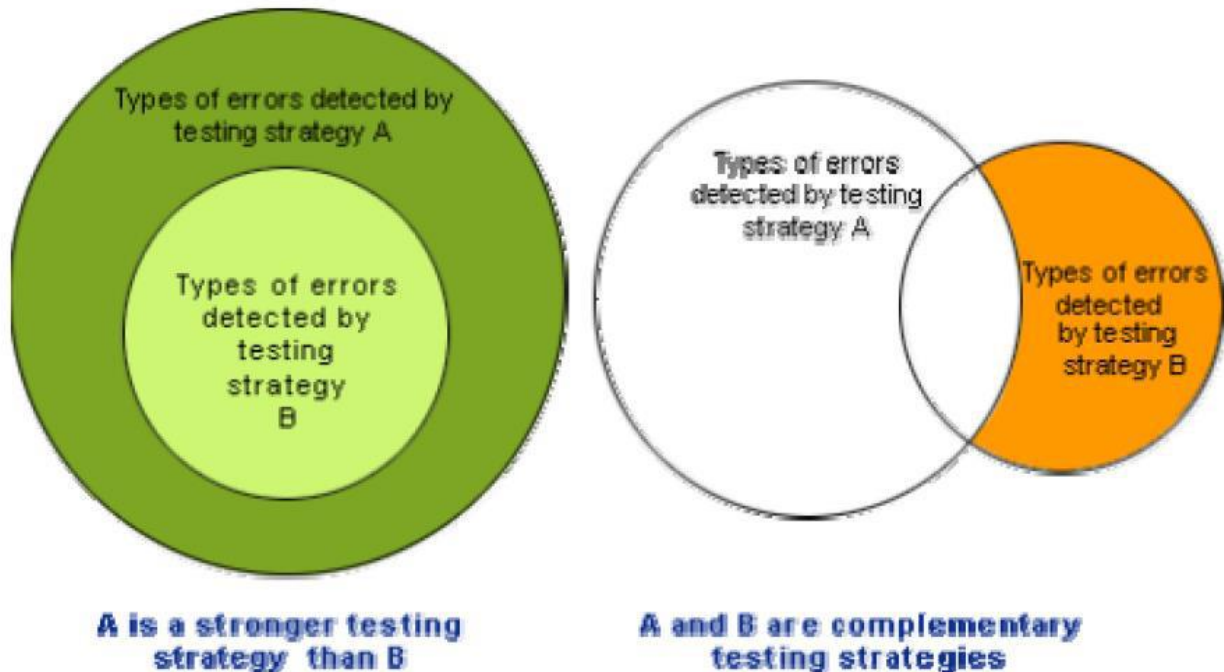 Types of errors detected by
testing strategy A
Types of errors
detected by
testing
strategy
B
A is a stronger testing
strategy than B
Types of errors
detected by testing
strategy A
Types of errors
detected
by testing
strategy B
A and B are complementary
testing strategies